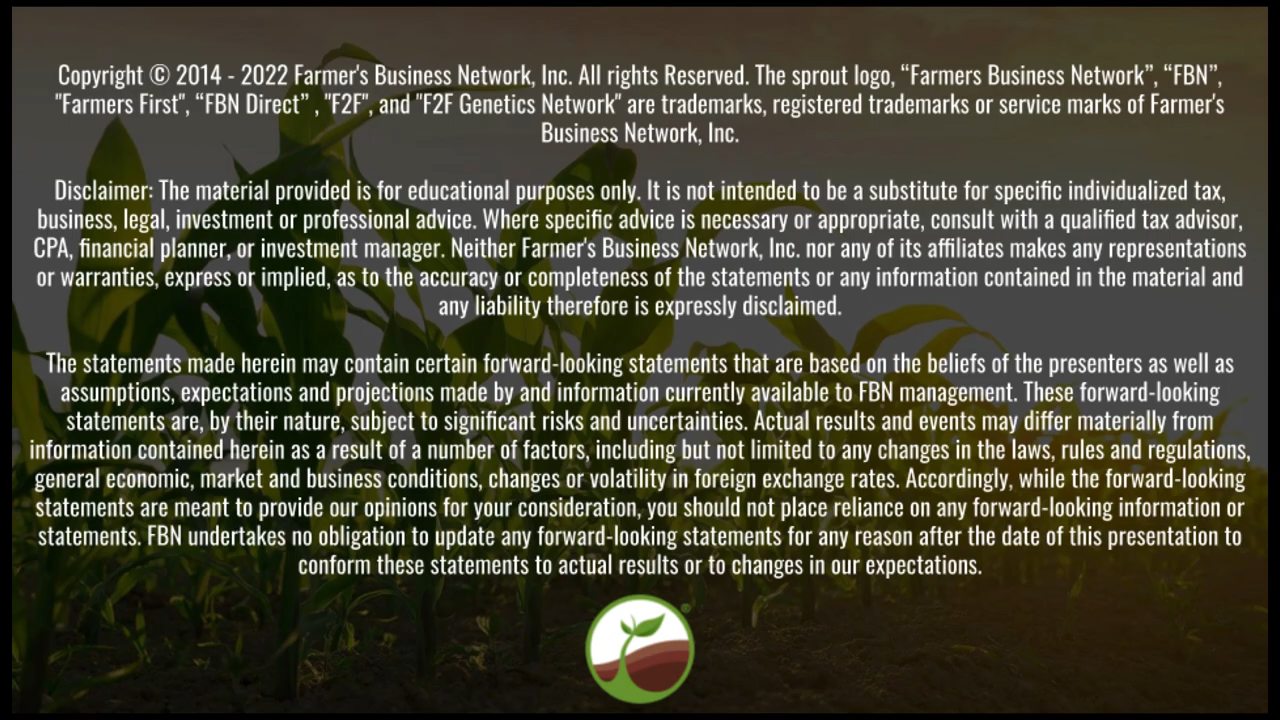 Copyright © 2014 - 2022 Farmer's Business Network, Inc. All rights Reserved. The sprout logo, “Farmers Business Network”, “FBN”,
"Farmers First", “FBN Direct” , "F2F", and "F2F Genetics Network" are trademarks, registered trademarks or service marks of Farmer's
Business Network, Inc.
Disclaimer: The material provided is for educational purposes only. It is not intended to be a substitute for specific individualized tax,
business, legal, investment or professional advice. Where specific advice is necessary or appropriate, consult with a qualified tax advisor,
CPA, financial planner, or investment manager. Neither Farmer's Business Network, Inc. nor any of its affiliates makes any representations
or warranties, express or implied, as to the accuracy or completeness of the statements or any information contained in the material and
any liability therefore is expressly disclaimed.
The statements made herein may contain certain forward-looking statements that are based on the beliefs of the presenters as well as
assumptions, expectations and projections made by and information currently available to FBN management. These forward-looking
statements are, by their nature, subject to significant risks and uncertainties. Actual results and events may differ materially from
information contained herein as a result of a number of factors, including but not limited to any changes in the laws, rules and regulations,
general economic, market and business conditions, changes or volatility in foreign exchange rates. Accordingly, while the forward-looking
statements are meant to provide our opinions for your consideration, you should not place reliance on any forward-looking information or
statements. FBN undertakes no obligation to update any forward-looking statements for any reason after the date of this presentation to
conform these statements to actual results or to changes in our expectations.
®